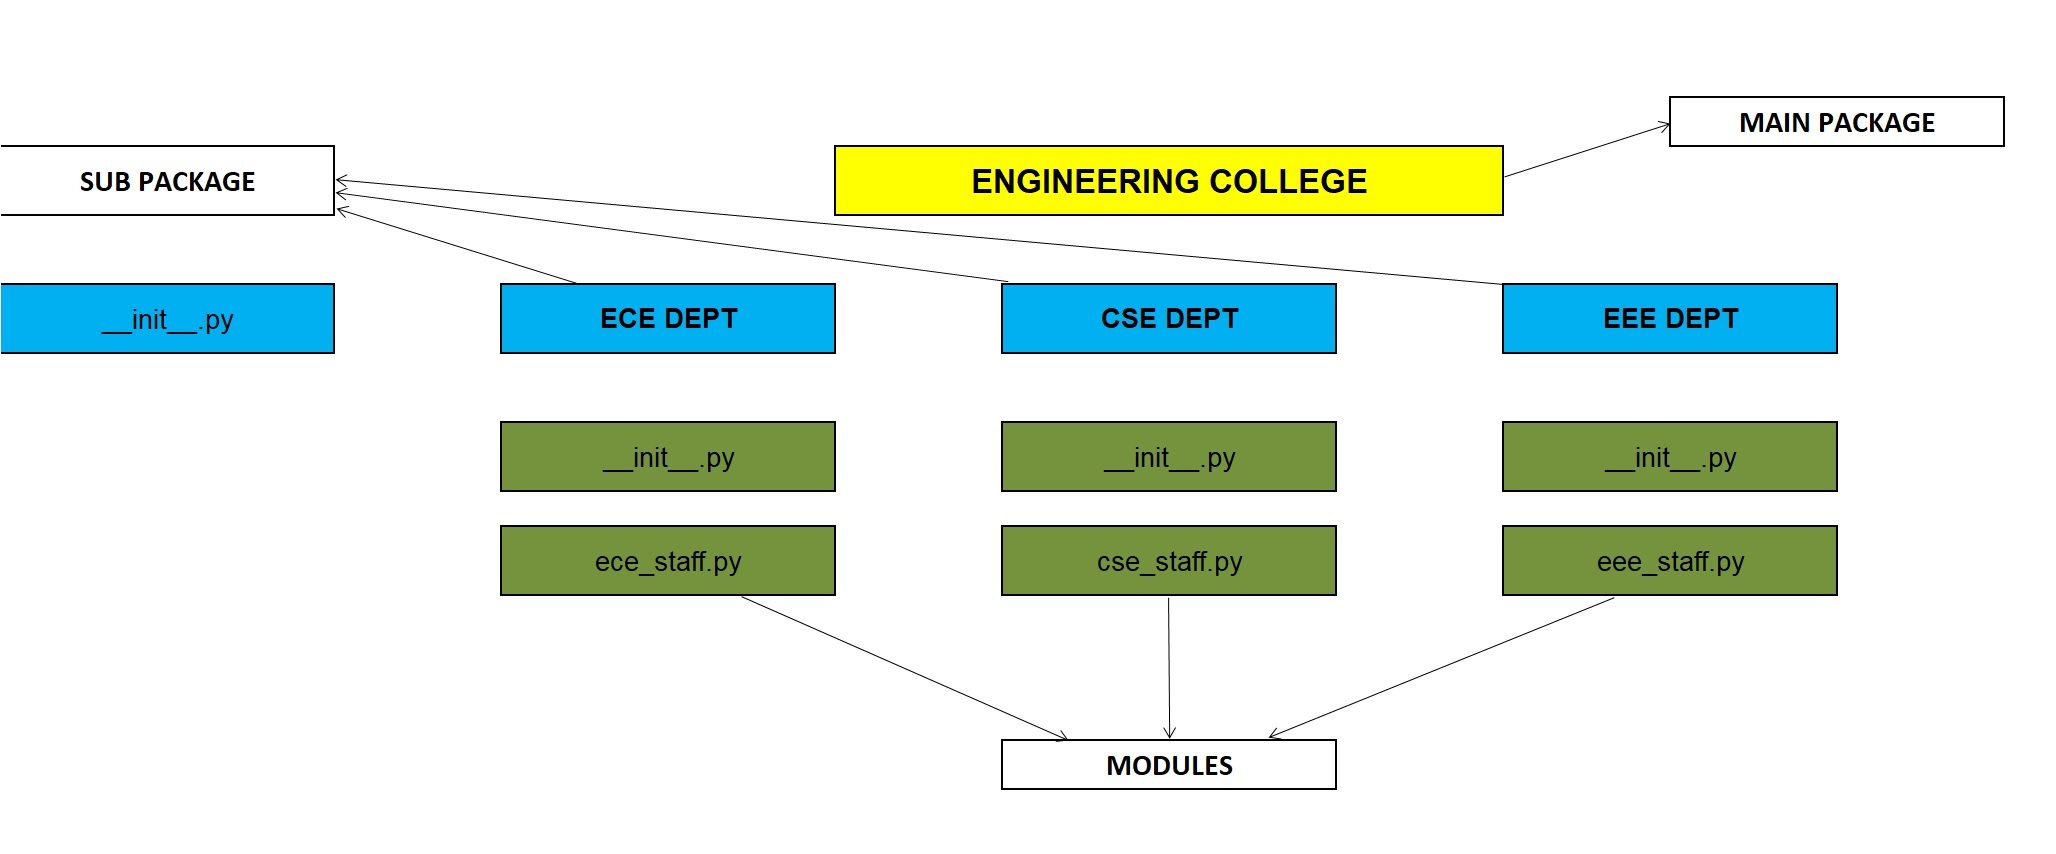 MAIN PACKAGE
SUB PACKAGE
ENGINEERING COLLEGE
__init__.py
ECE DEPT
CSE DEPT
EEE DEPT
__init__.py
__init__.py
__init__.py
ece_staff.py
cse_staff.py
eee_staff.py
MODULES